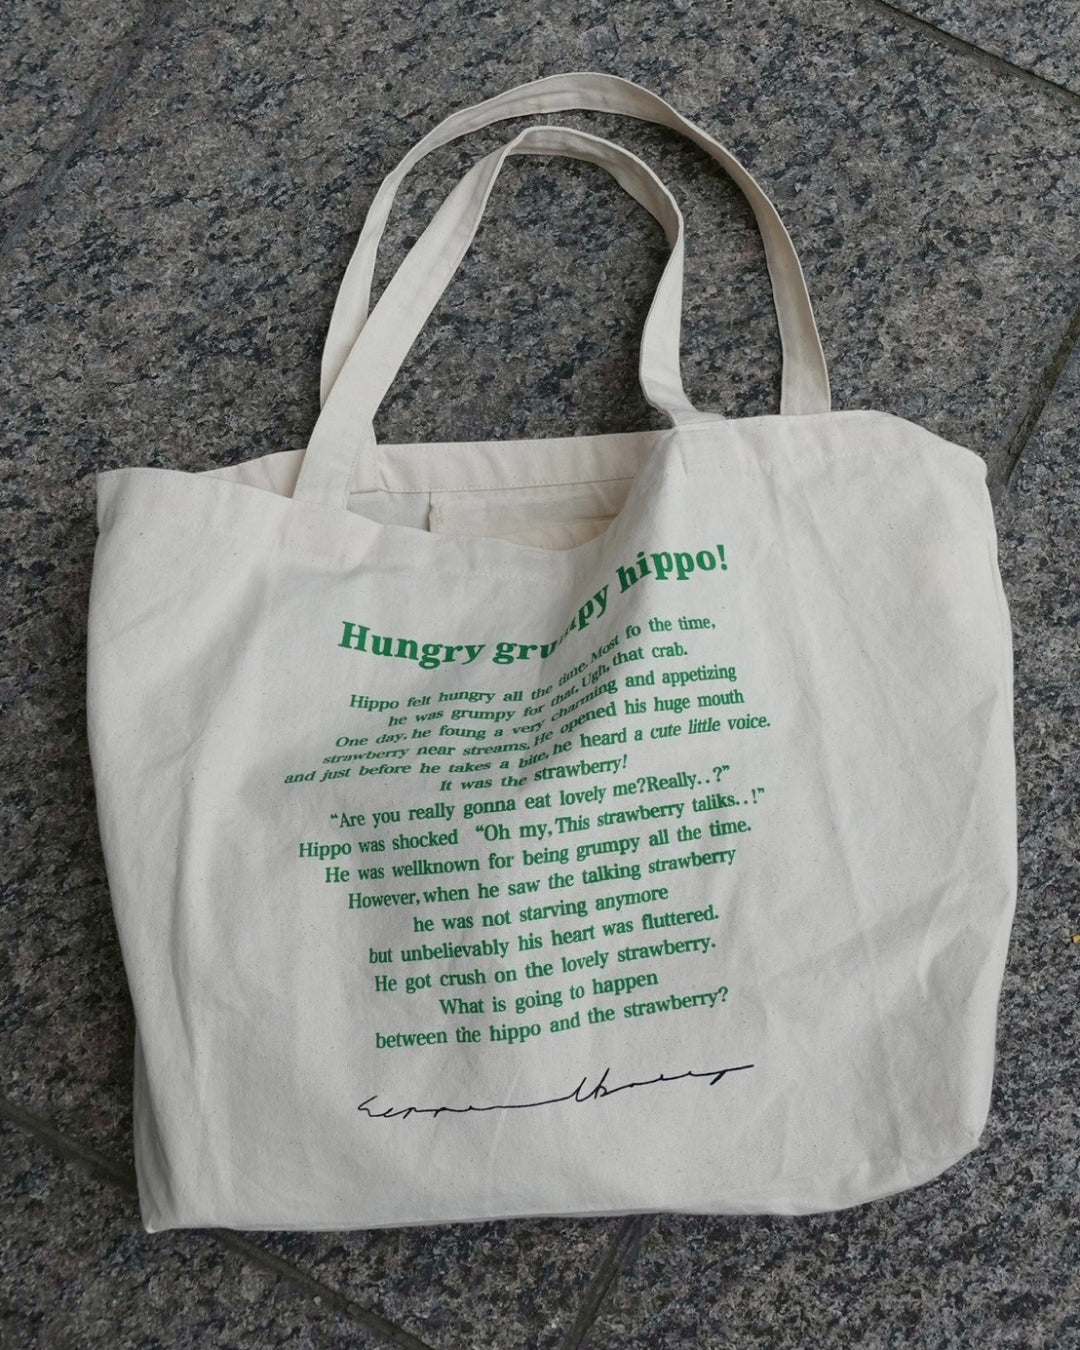 Hungry grumpy hippo!
Hippo felt hungry all the time. Most fo the time,
he was grumpy for that. Ugh, that crab.
One day, he foung a very charming and appetizing
strawberry near streams. He opened his huge mouth
and just before he takes a bite, he heard a cute little voice.
It was the strawberry!
“Are you really gonna eat lovely me?Really..?”
Hippo was shocked “Oh my, This strawberry taliks..!”
He was wellknown for being grumpy all the time.
However, when he saw the talking strawberry
he was not starving anymore
but unbelievably his heart was fluttered.
He got crush on the lovely strawberry.
What is going to happen
between the hippo and the strawberry?